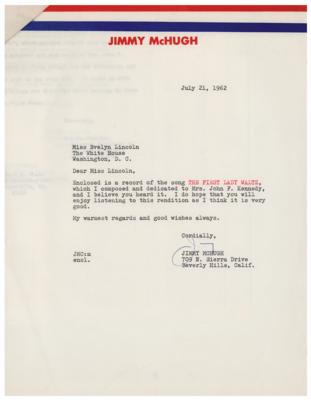 JIMMY McHUGH
July 21, 1962
Miss Evelyn Lincoln
The White House
Washington, D. C.
Dear Miss Lincoln,
Enclosed is a record of the song THE FIRST LADY WALTZ,
which I composed and dedicated to Mrs. John F. Kennedy,
and I believe you heard it. I do hope that you will
enjoy listening to this rendition as I think it is very
good.
My warmest regards and good wishes always.
Cordially,
JHC:m
encl.
JIMMY MCHUGH
709 N. Sierra Drive
Beverly Hills, Calif.